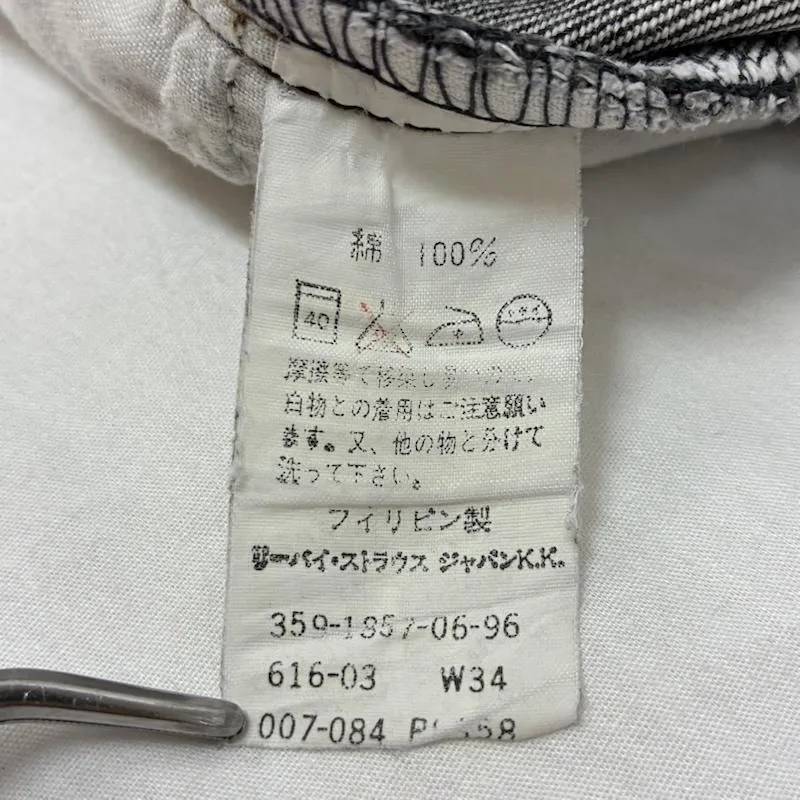 綿 100%
40
摩擦等で移染し易いので、
白物との着用はご注意願い
ます。又、他の物と分けて
洗って下さい。
フィリピン製
リーバイ・ストラウス ジャパンK.K.
359-1857-06-96
616-03 W34
007-084